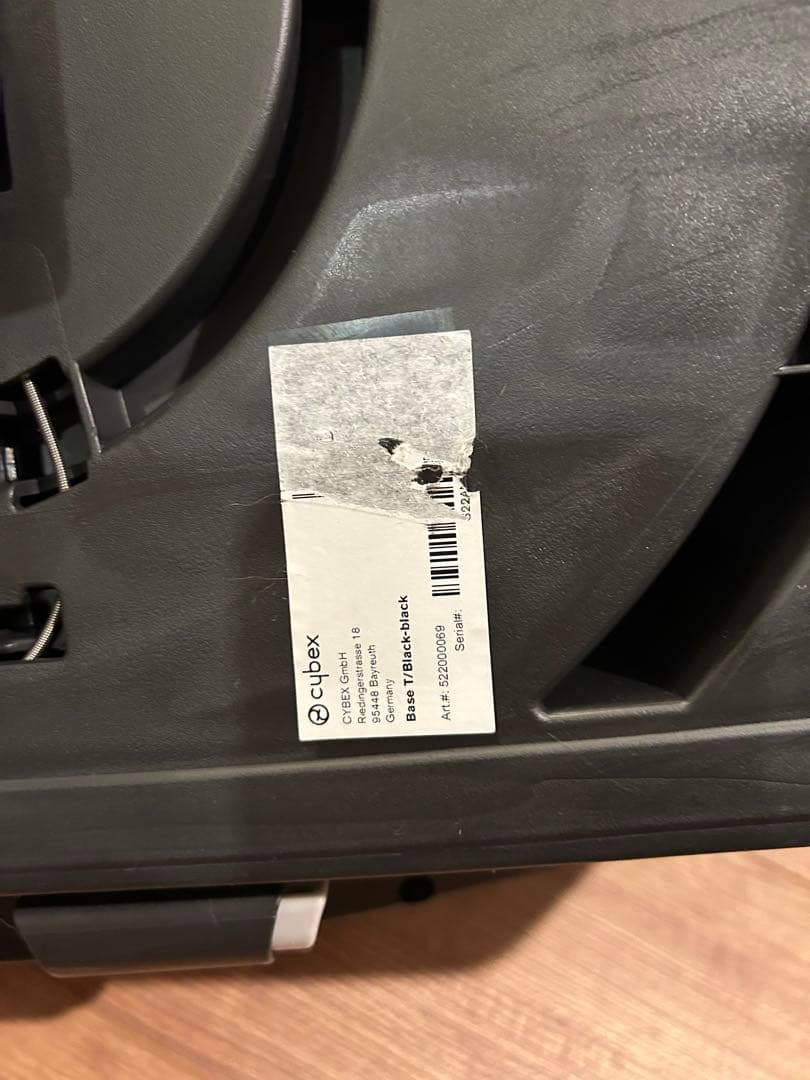 cybex
CYBEX GmbH
Riedingerstrasse 18
95448 Bayreuth
Germany
Base T/Black-black
Art.#: 522000069
Serial#: